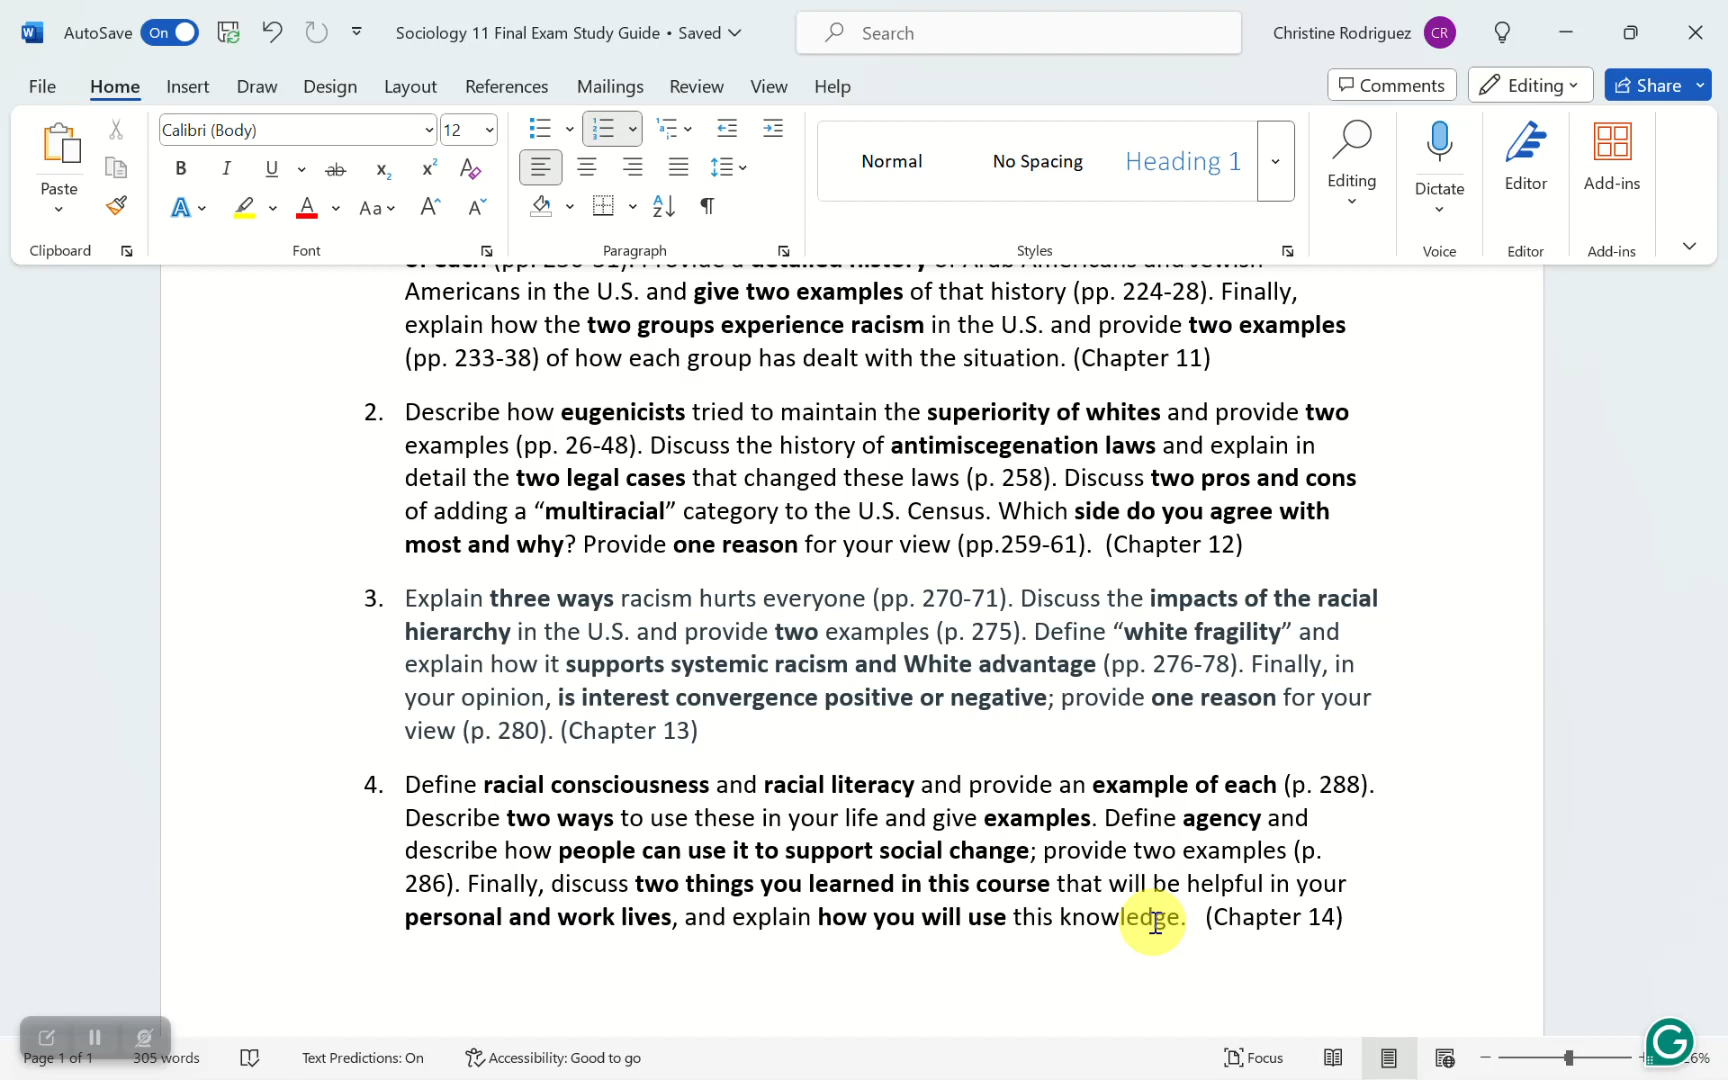 AutoSave On Sociology 11 Final Exam Study Guide • Saved Search Christine Rodriguez CR
File Home Insert Draw Design Layout References Mailings Review View Help Comments Editing Share
Calibri (Body) 12
Paste
Normal No Spacing Heading 1
Editing Dictate Editor Add-ins
Clipboard Font Paragraph Styles Voice Editor Add-ins
Americans in the U.S. and give two examples of that history (pp. 224-28). Finally,
explain how the two groups experience racism in the U.S. and provide two examples
(pp. 233-38) of how each group has dealt with the situation. (Chapter 11)
2. Describe how eugenicists tried to maintain the superiority of whites and provide two
examples (pp. 26-48). Discuss the history of antimiscegenation laws and explain in
detail the two legal cases that changed these laws (p. 258). Discuss two pros and cons
of adding a “multiracial” category to the U.S. Census. Which side do you agree with
most and why? Provide one reason for your view (pp.259-61). (Chapter 12)
3. Explain three ways racism hurts everyone (pp. 270-71). Discuss the impacts of the racial
hierarchy in the U.S. and provide two examples (p. 275). Define “white fragility” and
explain how it supports systemic racism and White advantage (pp. 276-78). Finally, in
your opinion, is interest convergence positive or negative; provide one reason for your
view (p. 280). (Chapter 13)
4. Define racial consciousness and racial literacy and provide an example of each (p. 288).
Describe two ways to use these in your life and give examples. Define agency and
describe how people can use it to support social change; provide two examples (p.
286). Finally, discuss two things you learned in this course that will be helpful in your
personal and work lives, and explain how you will use this knowledge. (Chapter 14)
Page 1 of 1 305 words Text Predictions: On Accessibility: Good to go Focus